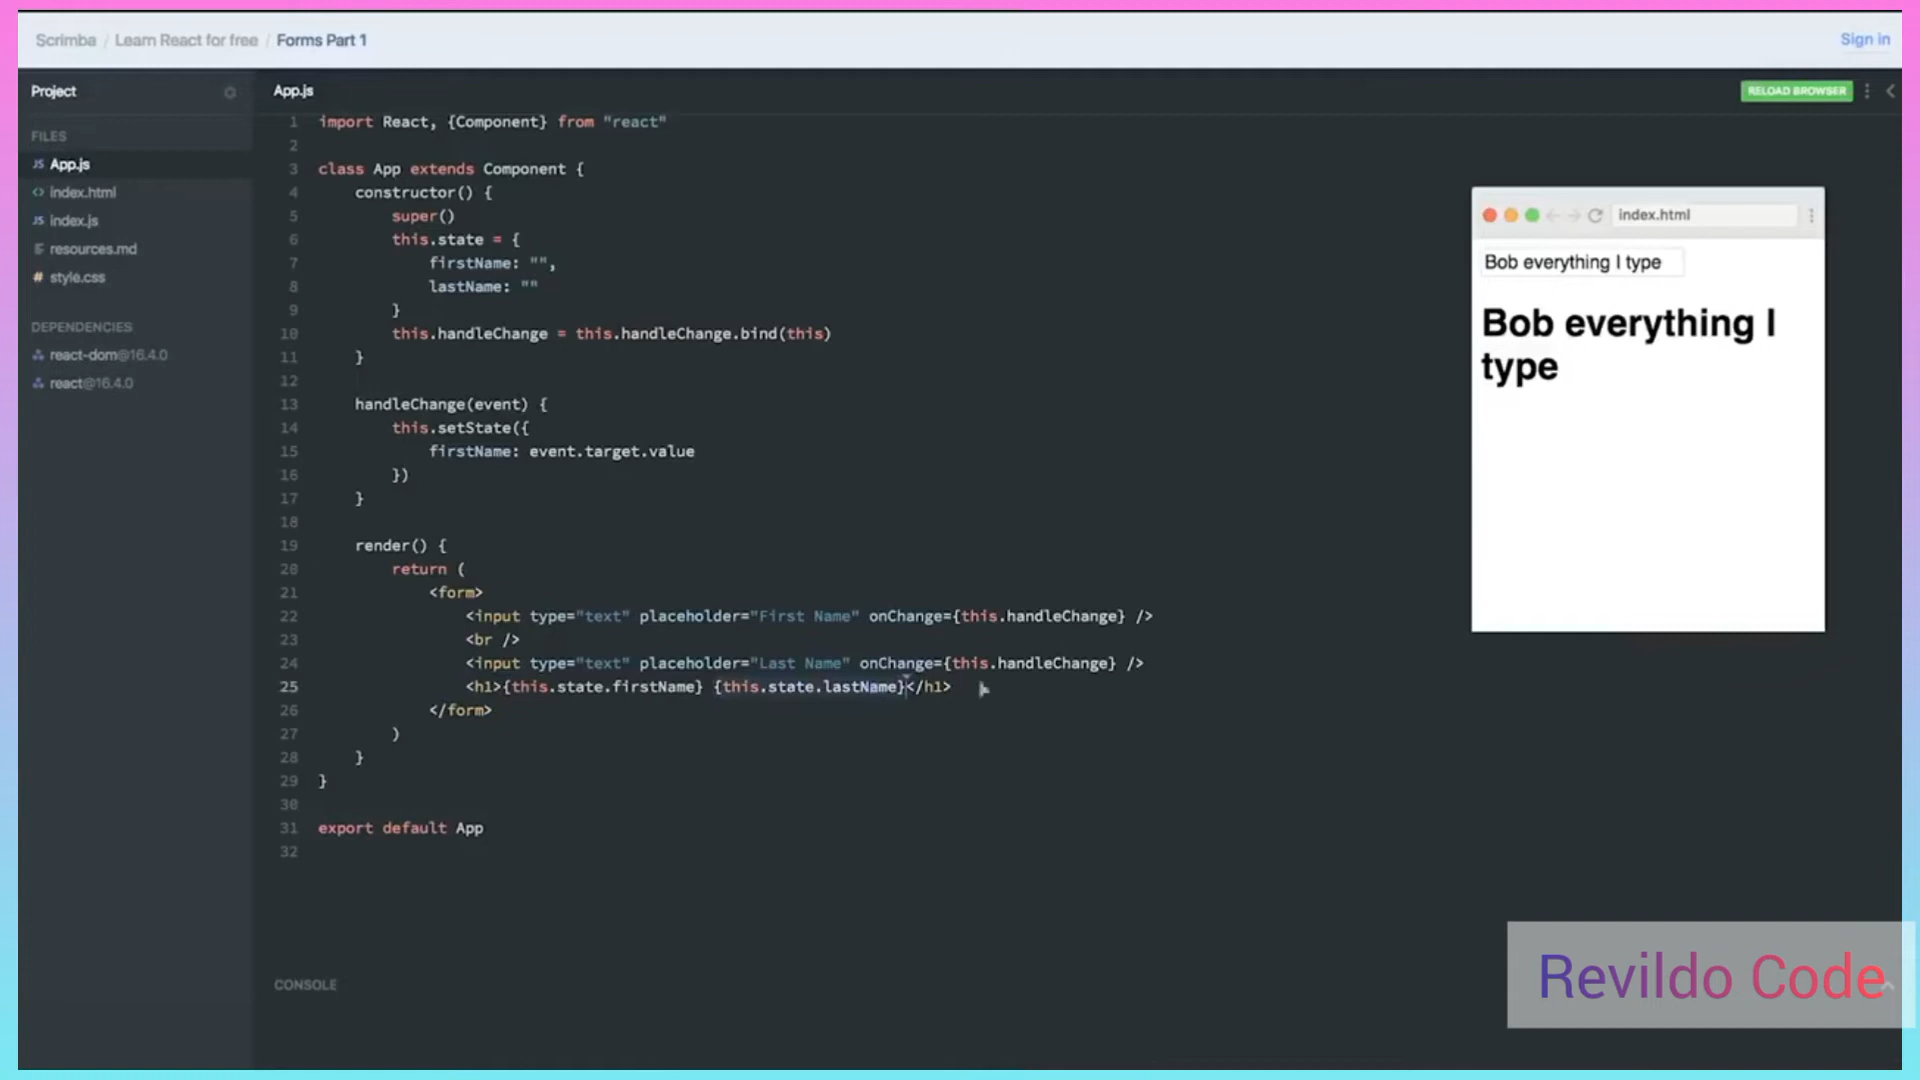 Scrimba / Learn React for free / Forms Part 1
Sign in
Project
FILES
JS App.js
<> index.html
JS index.js
resources.md
# style.css
DEPENDENCIES
react-dom@16.4.0
react@16.4.0
App.js
RELOAD BROWSER
1 import React, {Component} from "react"
2
3 class App extends Component {
4 constructor() {
5 super()
6 this.state = {
7 firstName: "",
8 lastName: ""
9 }
10 this.handleChange = this.handleChange.bind(this)
11 }
12
13 handleChange(event) {
14 this.setState({
15 firstName: event.target.value
16 })
17 }
18
19 render() {
20 return (
21 <form>
22 <input type="text" placeholder="First Name" onChange={this.handleChange} />
23 <br />
24 <input type="text" placeholder="Last Name" onChange={this.handleChange} />
25 <h1>{this.state.firstName} {this.state.lastName}</h1>
26 </form>
27 )
28 }
29 }
30
31 export default App
32
CONSOLE
index.html
Bob everything I type
Bob everything I
type
Revildo Code